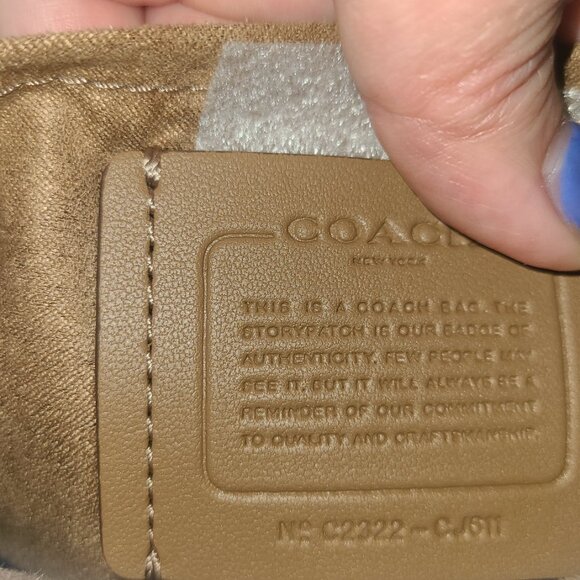 COACH
NEW YORK
THIS IS A COACH BAG. THE
STORYPATCH IS OUR BADGE OF
AUTHENTICITY. FEW PEOPLE MAY
SEE IT. BUT IT WILL ALWAYS BE A
REMINDER OF OUR COMMITMENT
TO QUALITY AND CRAFTSMANSHIP.
Nº C2322-CJ611